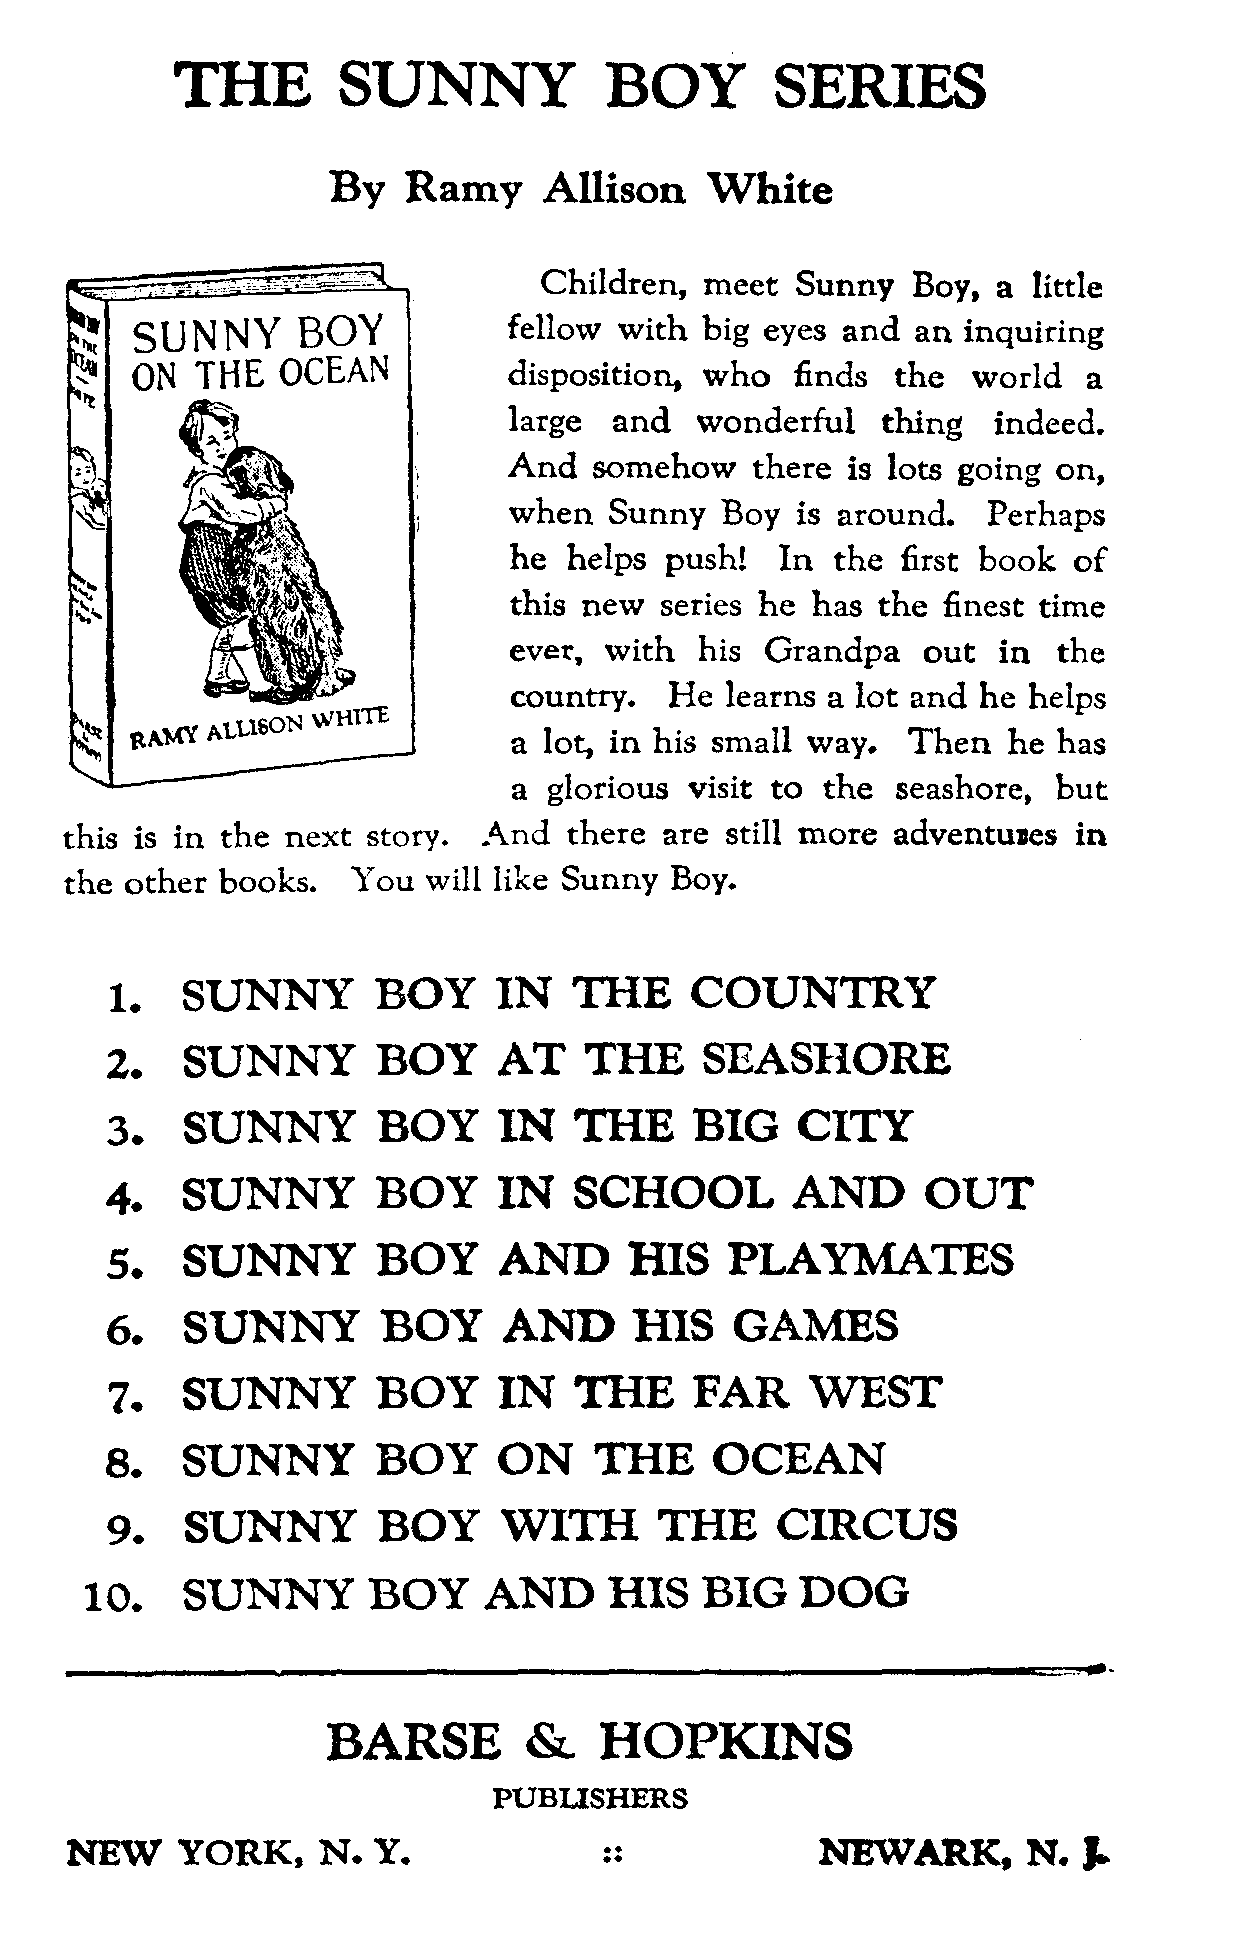 THE SUNNY BOY SERIES
By Ramy Allison White
SUNNY BOY
ON THE OCEAN
RAMY ALLISON WHITE
Children, meet Sunny Boy, a little
fellow with big eyes and an inquiring
disposition, who finds the world a
large and wonderful thing indeed.
And somehow there is lots going on,
when Sunny Boy is around. Perhaps
he helps push! In the first book of
this new series he has the finest time
ever, with his Grandpa out in the
country. He learns a lot and he helps
a lot, in his small way. Then he has
a glorious visit to the seashore, but
this is in the next story. And there are still more adventures in
the other books. You will like Sunny Boy.
1. SUNNY BOY IN THE COUNTRY
2. SUNNY BOY AT THE SEASHORE
3. SUNNY BOY IN THE BIG CITY
4. SUNNY BOY IN SCHOOL AND OUT
5. SUNNY BOY AND HIS PLAYMATES
6. SUNNY BOY AND HIS GAMES
7. SUNNY BOY IN THE FAR WEST
8. SUNNY BOY ON THE OCEAN
9. SUNNY BOY WITH THE CIRCUS
10. SUNNY BOY AND HIS BIG DOG
BARSE & HOPKINS
PUBLISHERS
NEW YORK, N. Y. :: NEWARK, N. J.